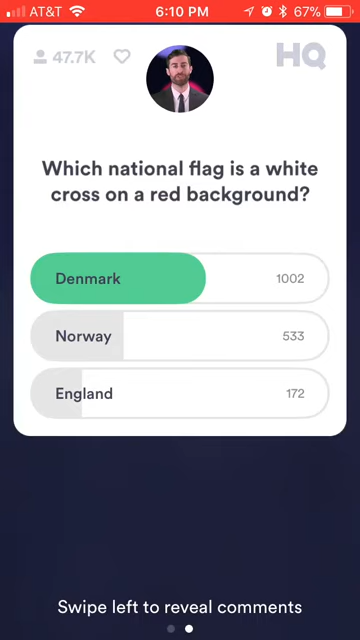 AT&T 6:10 PM 67%
47.7K HQ
Which national flag is a white
cross on a red background?
Denmark 1002
Norway 533
England 172
Swipe left to reveal comments